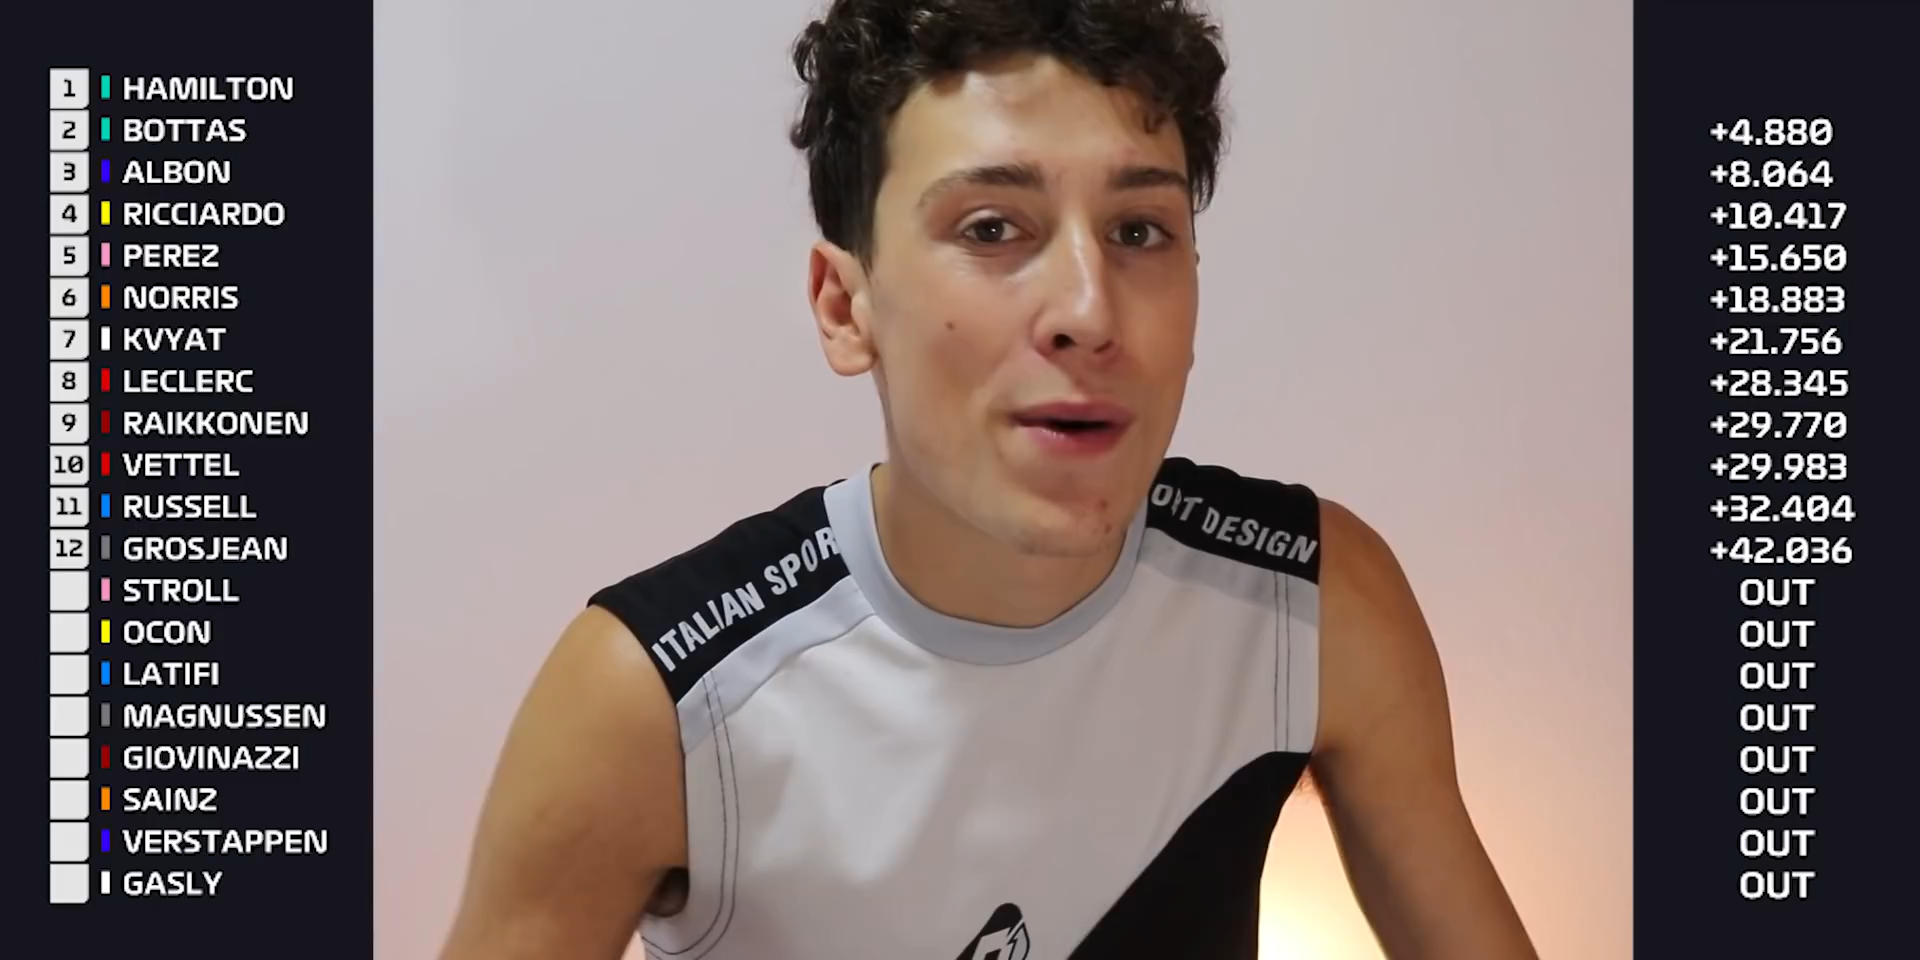 1 HAMILTON
2 BOTTAS +4.880
3 ALBON +8.064
4 RICCIARDO +10.417
5 PEREZ +15.650
6 NORRIS +18.883
7 KVYAT +21.756
8 LECLERC +28.345
9 RAIKKONEN +29.770
10 VETTEL +29.983
11 RUSSELL +32.404
12 GROSJEAN +42.036
STROLL OUT
OCON OUT
LATIFI OUT
MAGNUSSEN OUT
GIOVINAZZI OUT
SAINZ OUT
VERSTAPPEN OUT
GASLY OUT
ITALIAN SPOR
ORT DESIGN